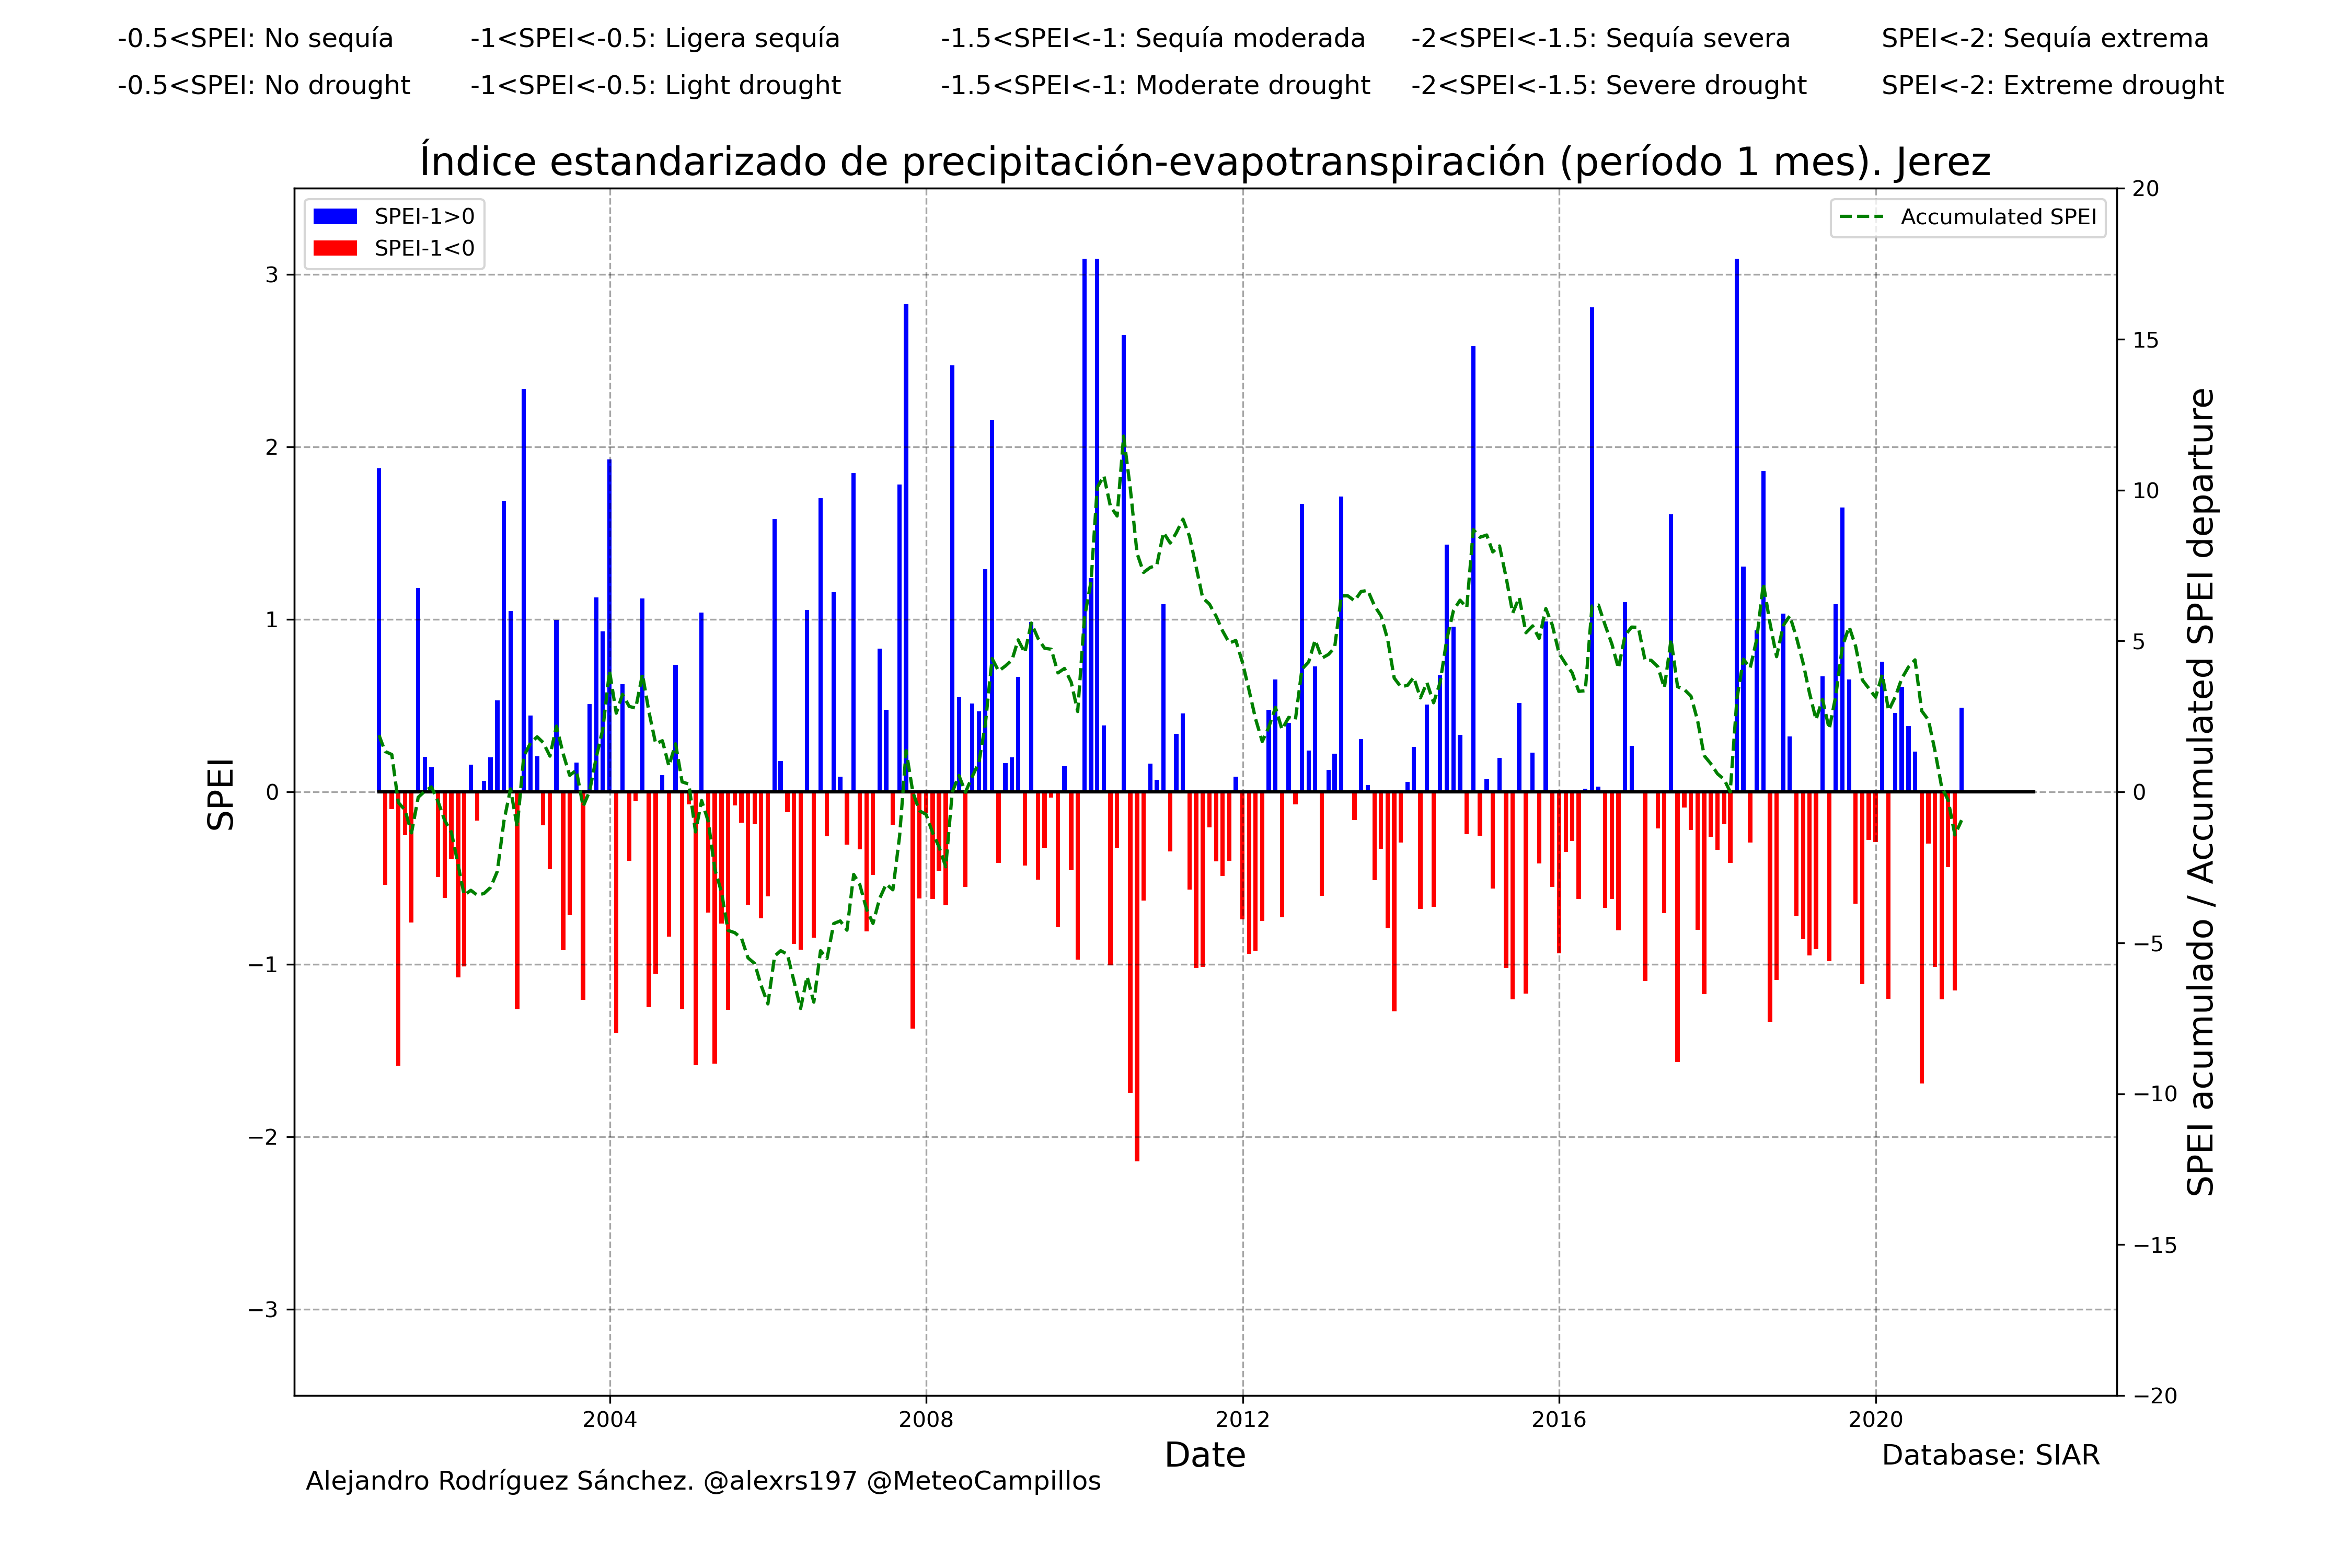 -0.5<SPEI: No sequía -1<SPEI<-0.5: Ligera sequía -1.5<SPEI<-1: Sequía moderada -2<SPEI<-1.5: Sequía severa SPEI<-2: Sequía extrema
-0.5<SPEI: No drought -1<SPEI<-0.5: Light drought -1.5<SPEI<-1: Moderate drought -2<SPEI<-1.5: Severe drought SPEI<-2: Extreme drought
Índice estandarizado de precipitación-evapotranspiración (período 1 mes). Jerez
SPEI-1>0
SPEI-1<0
Accumulated SPEI
SPEI
3
2
1
0
−1
−2
−3
20
15
10
5
0
−5
−10
−15
−20
SPEI acumulado / Accumulated SPEI departure
2004 2008 2012 2016 2020
Date
Database: SIAR
Alejandro Rodríguez Sánchez. @alexrs197 @MeteoCampillos